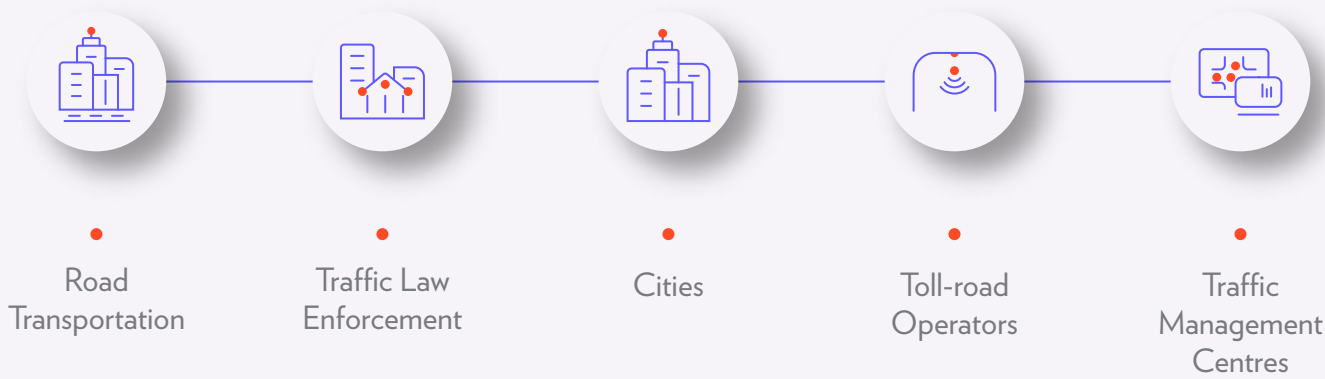 Road
Transportation
Traffic Law
Enforcement
Cities
Toll-road
Operators
Traffic
Management
Centres